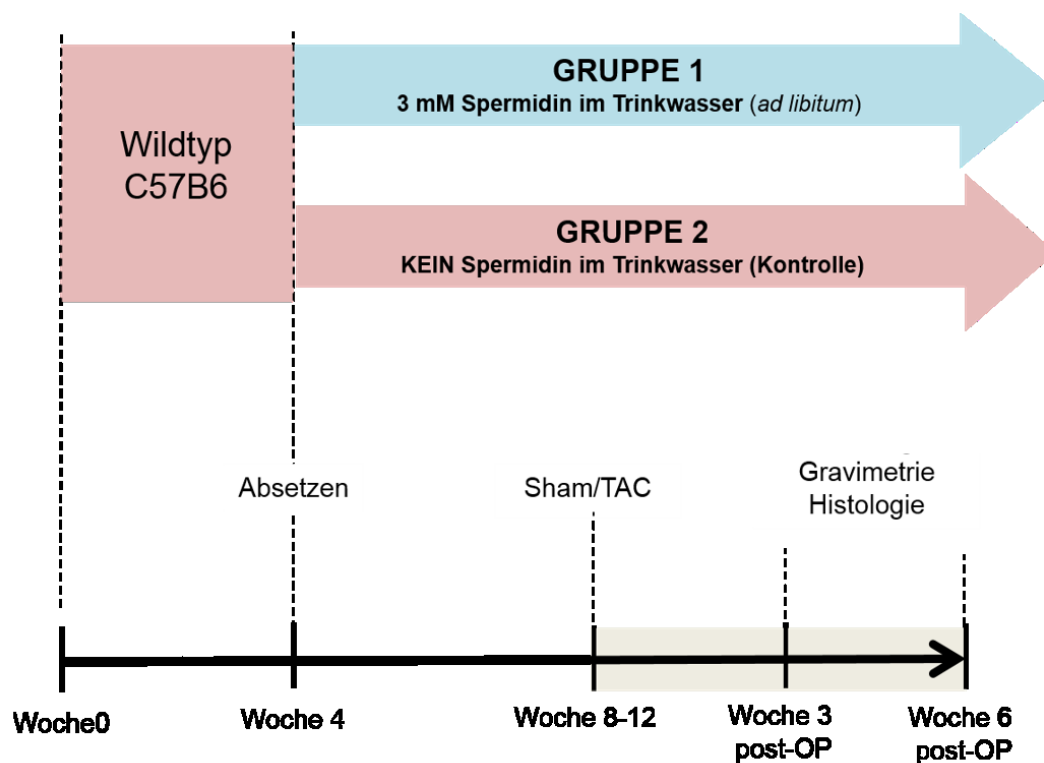 Wildtyp
C57B6
GRUPPE 1
3 mM Spermidin im Trinkwasser (ad libitum)
GRUPPE 2
KEIN Spermidin im Trinkwasser (Kontrolle)
Absetzen
Sham/TAC
Gravimetrie
Histologie
Woche0
Woche 4
Woche 8-12
Woche 3
post-OP
Woche 6
post-OP